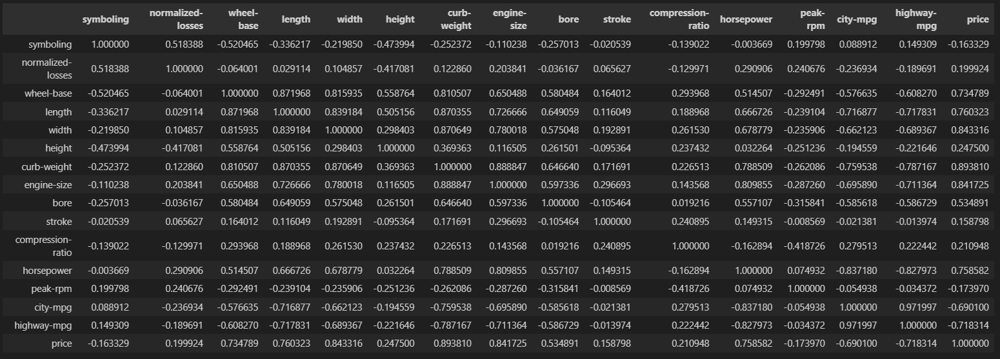 symboling normalized-losses wheel-base length width height curb-weight engine-size bore stroke compression-ratio horsepower peak-rpm city-mpg highway-mpg price
symboling 1.000000 0.518388 -0.520465 -0.336217 -0.219850 -0.473994 -0.252372 -0.110238 -0.257013 -0.020539 -0.139022 -0.003669 0.199798 0.088912 0.149309 -0.163329
normalized-losses 0.518388 1.000000 -0.064001 0.029114 0.104857 -0.417081 0.122860 0.203841 -0.036167 0.065627 -0.129971 0.290906 0.240676 -0.236934 -0.189691 0.199924
wheel-base -0.520465 -0.064001 1.000000 0.871968 0.815935 0.558764 0.810507 0.650488 0.580484 0.164012 0.293968 0.514507 -0.292491 -0.576635 -0.608270 0.734789
length -0.336217 0.029114 0.871968 1.000000 0.839184 0.505156 0.870355 0.726666 0.649059 0.116049 0.188968 0.666726 -0.239104 -0.716877 -0.717831 0.760323
width -0.219850 0.104857 0.815935 0.839184 1.000000 0.298403 0.870649 0.780018 0.575048 0.192891 0.261530 0.678779 -0.235906 -0.662123 -0.689367 0.843316
height -0.473994 -0.417081 0.558764 0.505156 0.298403 1.000000 0.369363 0.116505 0.261501 -0.095364 0.237432 0.032264 -0.251236 -0.194559 -0.221646 0.247500
curb-weight -0.252372 0.122860 0.810507 0.870355 0.870649 0.369363 1.000000 0.888847 0.646640 0.171691 0.226513 0.788509 -0.262086 -0.759538 -0.787167 0.893810
engine-size -0.110238 0.203841 0.650488 0.726666 0.780018 0.116505 0.888847 1.000000 0.597336 0.296693 0.143568 0.809855 -0.287260 -0.695890 -0.711364 0.841725
bore -0.257013 -0.036167 0.580484 0.649059 0.575048 0.261501 0.646640 0.597336 1.000000 -0.105464 0.019216 0.557107 -0.315841 -0.585618 -0.586729 0.534891
stroke -0.020539 0.065627 0.164012 0.116049 0.192891 -0.095364 0.171691 0.296693 -0.105464 1.000000 0.240895 0.149315 -0.008569 -0.021381 -0.013974 0.158798
compression-ratio -0.139022 -0.129971 0.293968 0.188968 0.261530 0.237432 0.226513 0.143568 0.019216 0.240895 1.000000 -0.162894 -0.418726 0.279513 0.222442 0.210948
horsepower -0.003669 0.290906 0.514507 0.666726 0.678779 0.032264 0.788509 0.809855 0.557107 0.149315 -0.162894 1.000000 0.074932 -0.837180 -0.827973 0.758582
peak-rpm 0.199798 0.240676 -0.292491 -0.239104 -0.235906 -0.251236 -0.262086 -0.287260 -0.315841 -0.008569 -0.418726 0.074932 1.000000 -0.054938 -0.034372 -0.173970
city-mpg 0.088912 -0.236934 -0.576635 -0.716877 -0.662123 -0.194559 -0.759538 -0.695890 -0.585618 -0.021381 0.279513 -0.837180 -0.054938 1.000000 0.971997 -0.690100
highway-mpg 0.149309 -0.189691 -0.608270 -0.717831 -0.689367 -0.221646 -0.787167 -0.711364 -0.586729 -0.013974 0.222442 -0.827973 -0.034372 0.971997 1.000000 -0.718314
price -0.163329 0.199924 0.734789 0.760323 0.843316 0.247500 0.893810 0.841725 0.534891 0.158798 0.210948 0.758582 -0.173970 -0.690100 -0.718314 1.000000